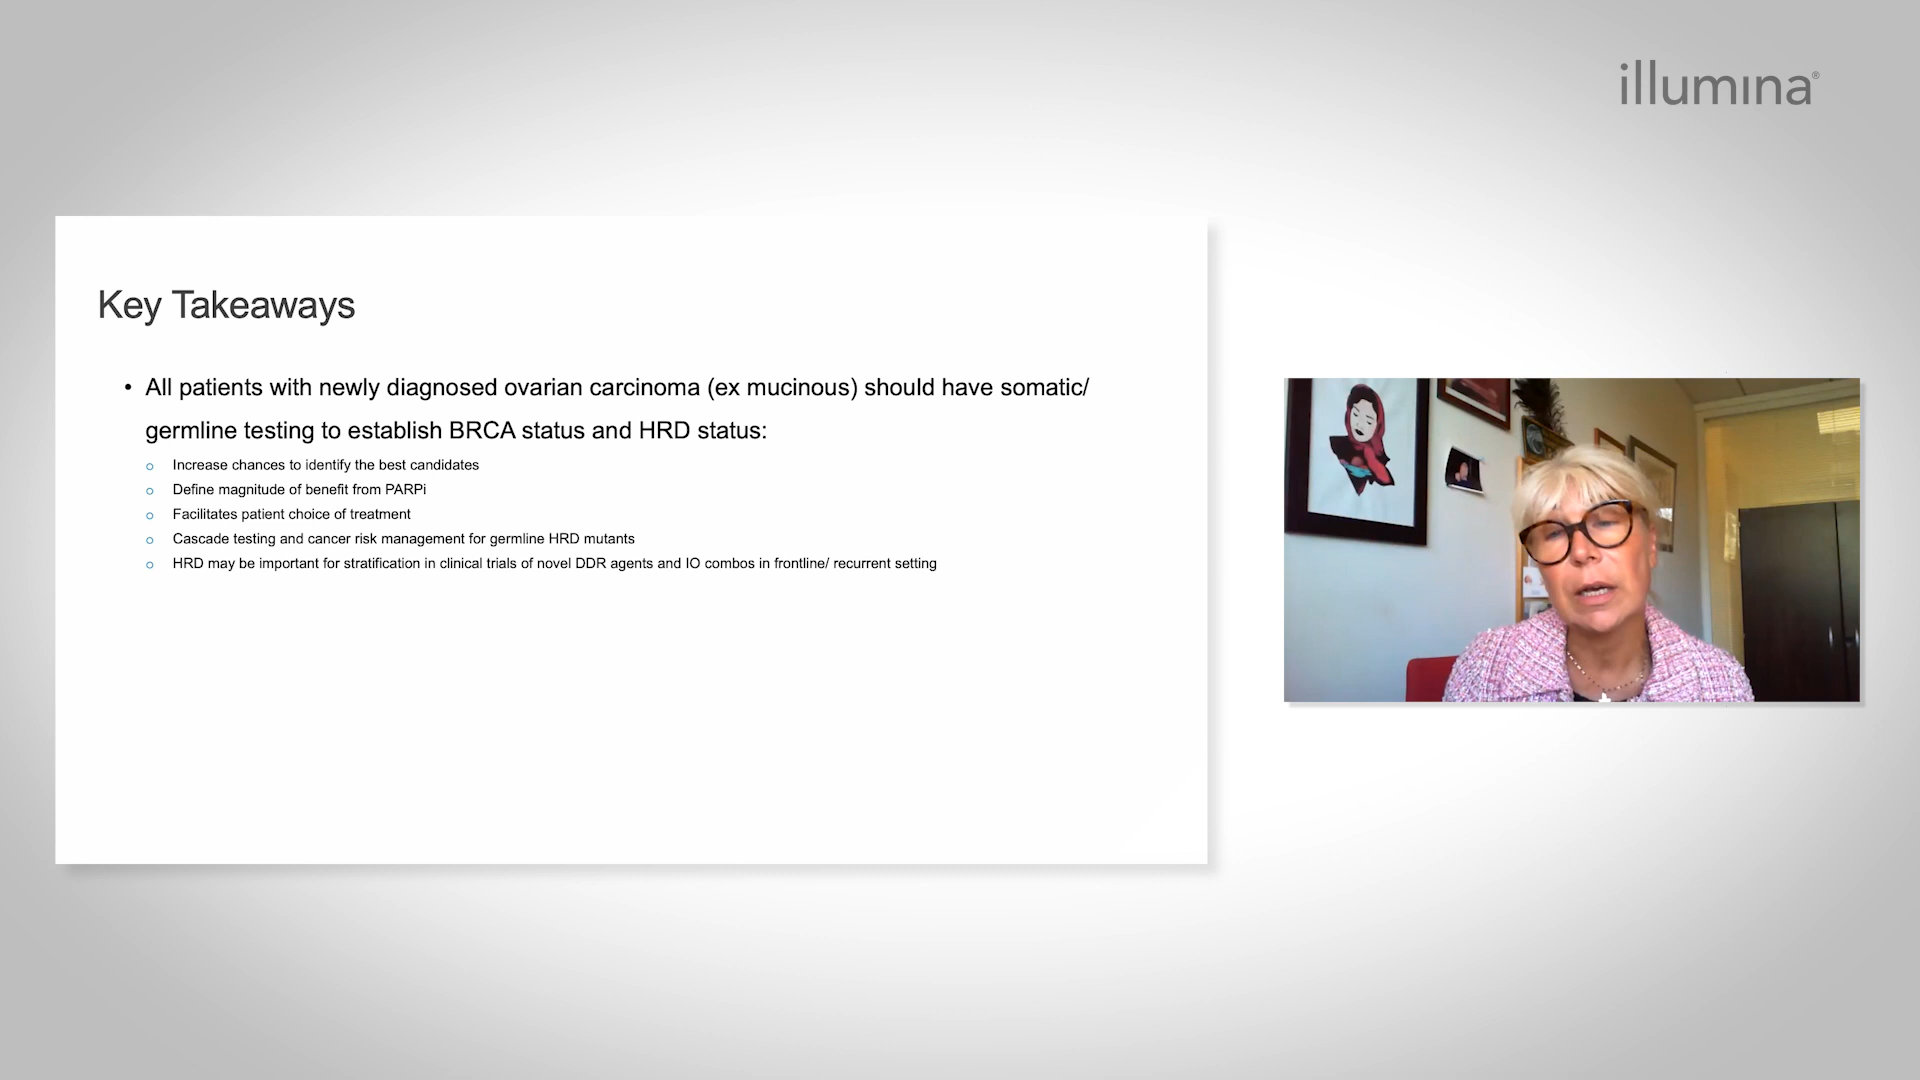 illumına®
Key Takeaways
• All patients with newly diagnosed ovarian carcinoma (ex mucinous) should have somatic/
germline testing to establish BRCA status and HRD status:
o Increase chances to identify the best candidates
o Define magnitude of benefit from PARPi
o Facilitates patient choice of treatment
o Cascade testing and cancer risk management for germline HRD mutants
o HRD may be important for stratification in clinical trials of novel DDR agents and IO combos in frontline/ recurrent setting